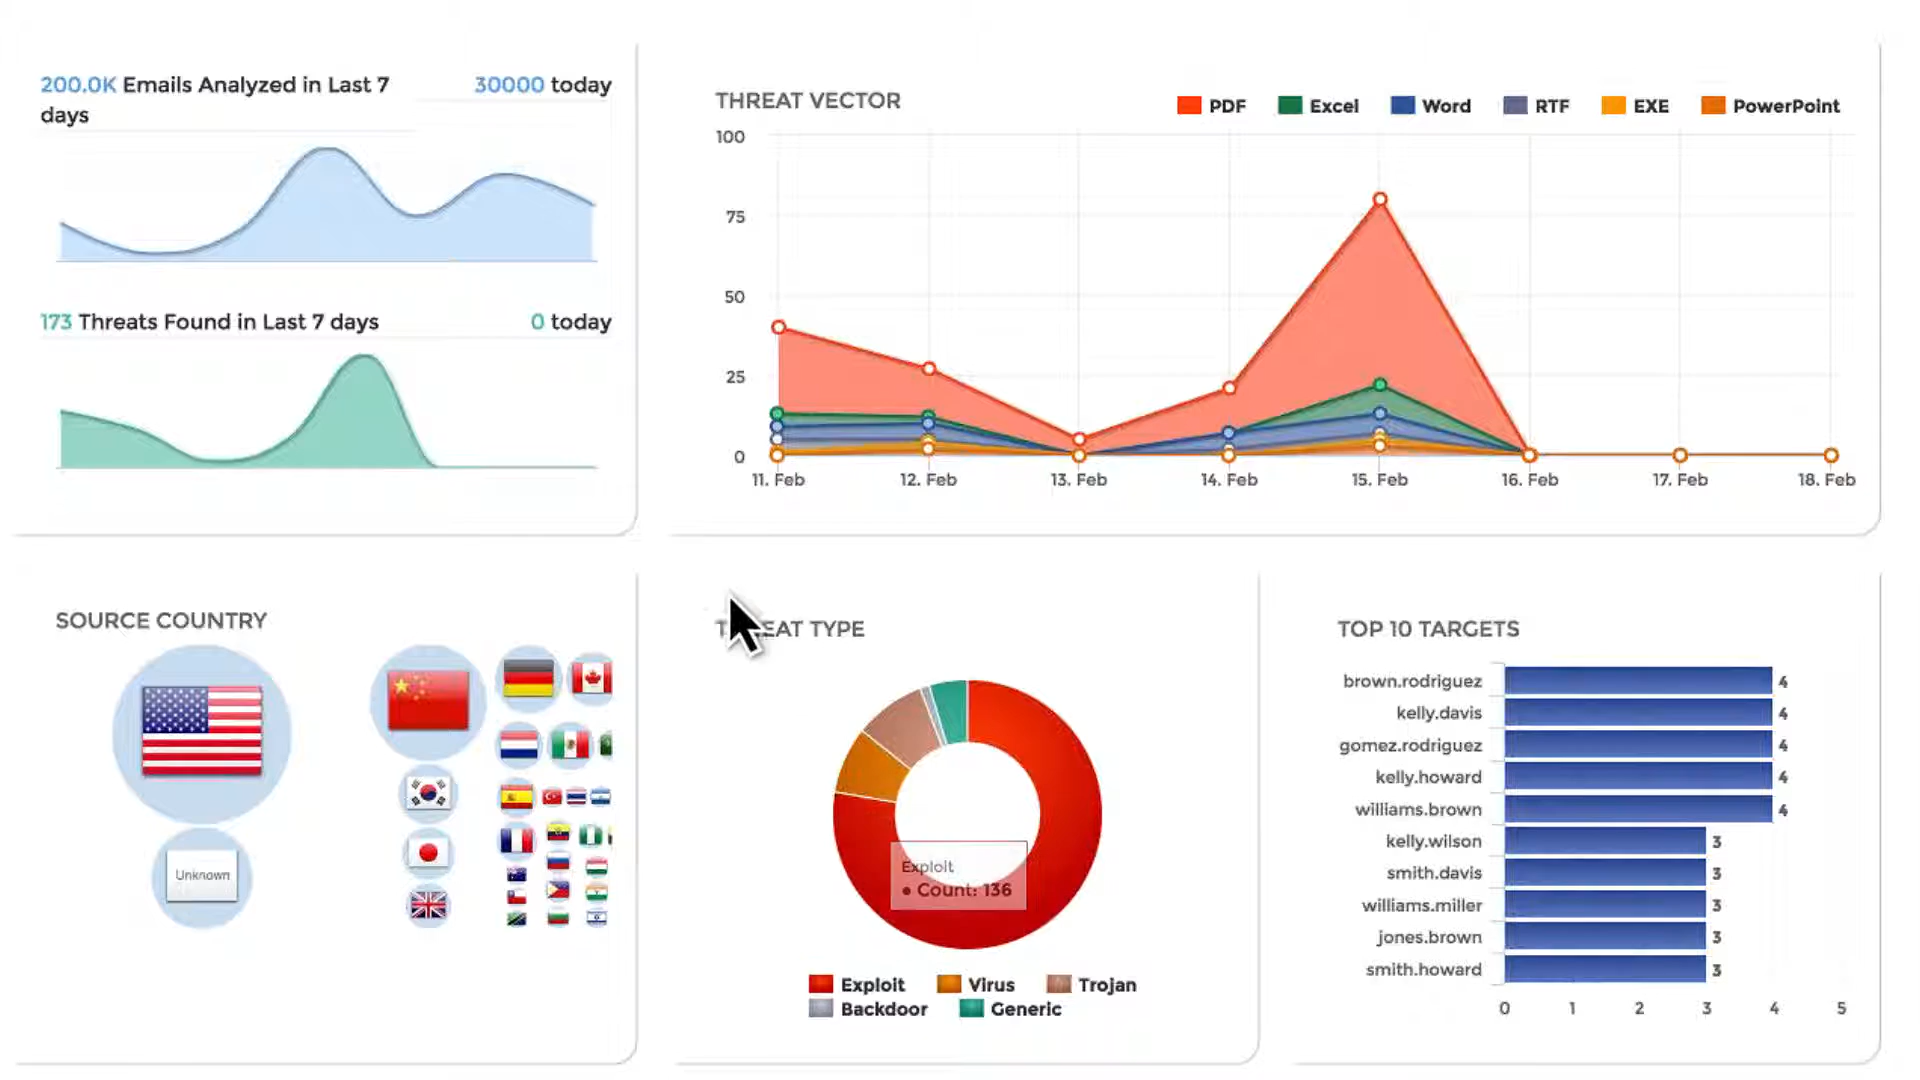 200.0K Emails Analyzed in Last 7
days
30000 today
173 Threats Found in Last 7 days
0 today
THREAT VECTOR
PDF
Excel
Word
RTF
EXE
PowerPoint
100
75
50
25
0
11. Feb
12. Feb
13. Feb
14. Feb
15. Feb
16. Feb
17. Feb
18. Feb
SOURCE COUNTRY
Unknown
EAT TYPE
Exploit
● Count: 136
Exploit
Virus
Trojan
Backdoor
Generic
TOP 10 TARGETS
brown.rodriguez 4
kelly.davis 4
gomez.rodriguez 4
kelly.howard 4
williams.brown 4
kelly.wilson 3
smith.davis 3
williams.miller 3
jones.brown 3
smith.howard 3
0 1 2 3 4 5